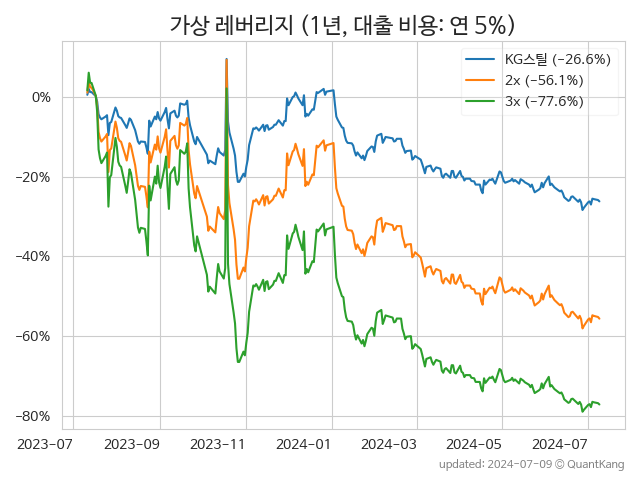 가상 레버리지 (1년, 대출 비용: 연 5%)
KG스틸 (−26.6%)
2x (−56.1%)
3x (−77.6%)
0%
−20%
−40%
−60%
−80%
2023-07
2023-09
2023-11
2024-01
2024-03
2024-05
2024-07
updated: 2024-07-09 © QuantKang